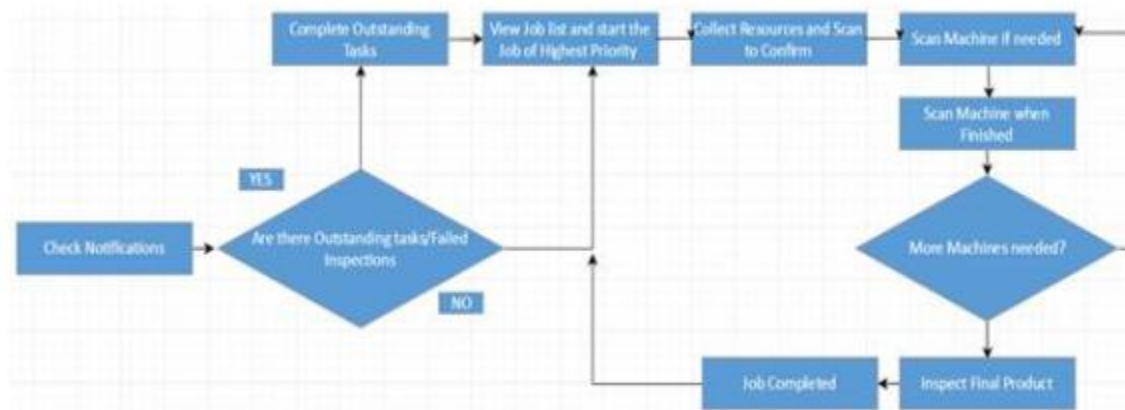 Complete Outstanding
Tasks
View Job list and start the
Job of Highest Priority
Collect Resources and Scan
to Confirm
Scan Machine if needed
Scan Machine when
Finished
YES
Check Notifications
Are there Outstanding tasks/Failed
Inspections
More Machines needed?
NO
Job Completed
Inspect Final Product